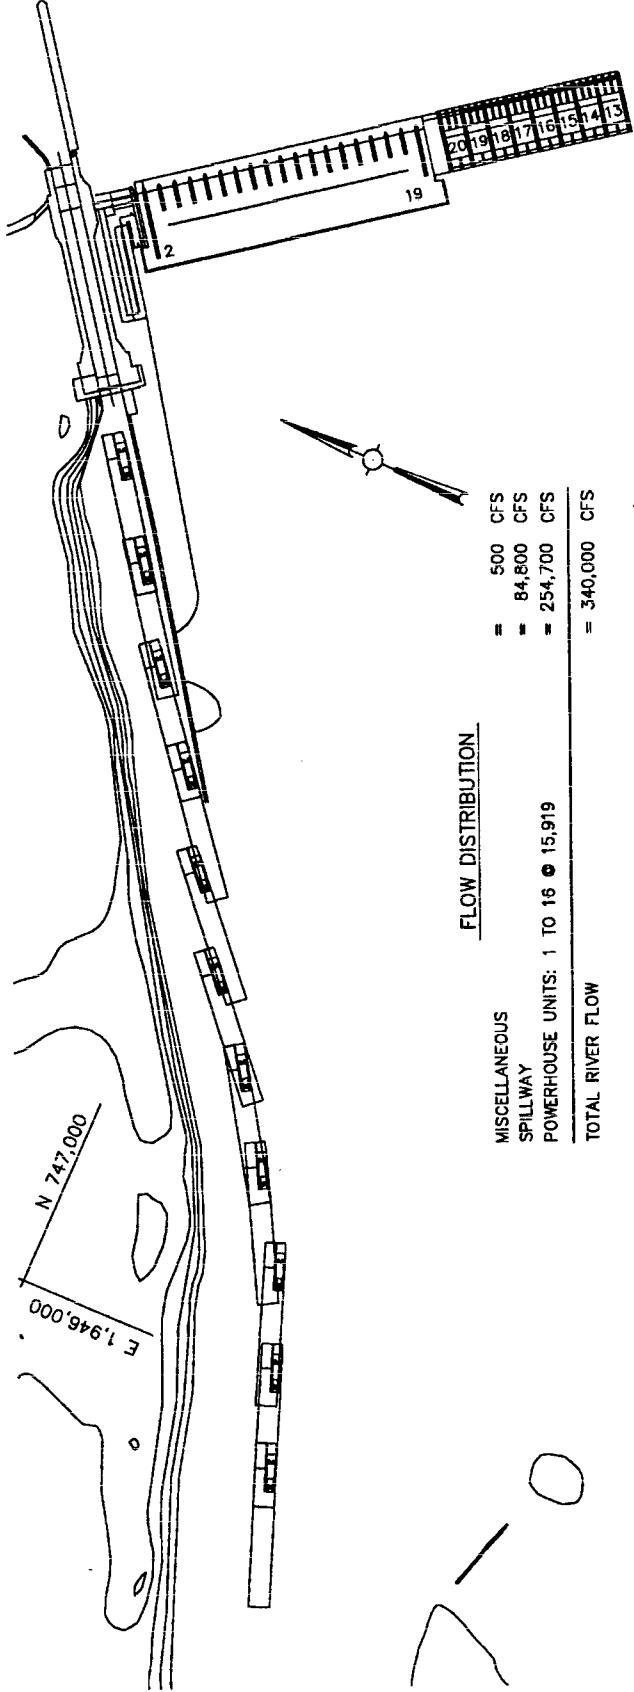 20 19 18 17 16 15 14 13
19
2
FLOW DISTRIBUTION
MISCELLANEOUS = 500 CFS
SPILLWAY = 84,800 CFS
POWERHOUSE UNITS: 1 TO 16 @ 15,919 = 254,700 CFS
TOTAL RIVER FLOW = 340,000 CFS
N 747,000
E 1,946,000